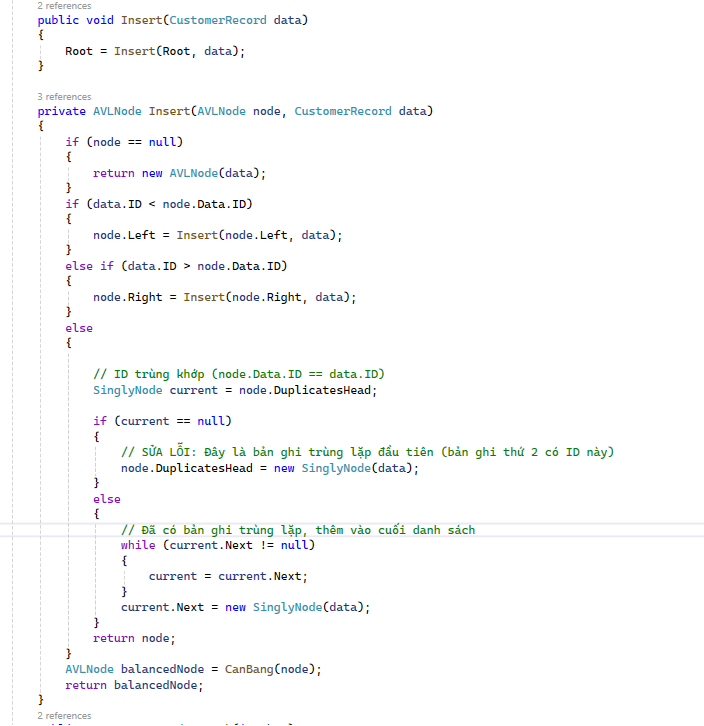 2 references
public void Insert(CustomerRecord data)
{
Root = Insert(Root, data);
}
3 references
private AVLNode Insert(AVLNode node, CustomerRecord data)
{
if (node == null)
{
return new AVLNode(data);
}
if (data.ID < node.Data.ID)
{
node.Left = Insert(node.Left, data);
}
else if (data.ID > node.Data.ID)
{
node.Right = Insert(node.Right, data);
}
else
{
// ID trùng khớp (node.Data.ID == data.ID)
SinglyNode current = node.DuplicatesHead;
if (current == null)
{
// SỬA LỖI: Đây là bản ghi trùng lặp đầu tiên (bản ghi thứ 2 có ID này)
node.DuplicatesHead = new SinglyNode(data);
}
else
{
// Đã có bản ghi trùng lặp, thêm vào cuối danh sách
while (current.Next != null)
{
current = current.Next;
}
current.Next = new SinglyNode(data);
}
return node;
}
AVLNode balancedNode = CanBang(node);
return balancedNode;
}
2 references